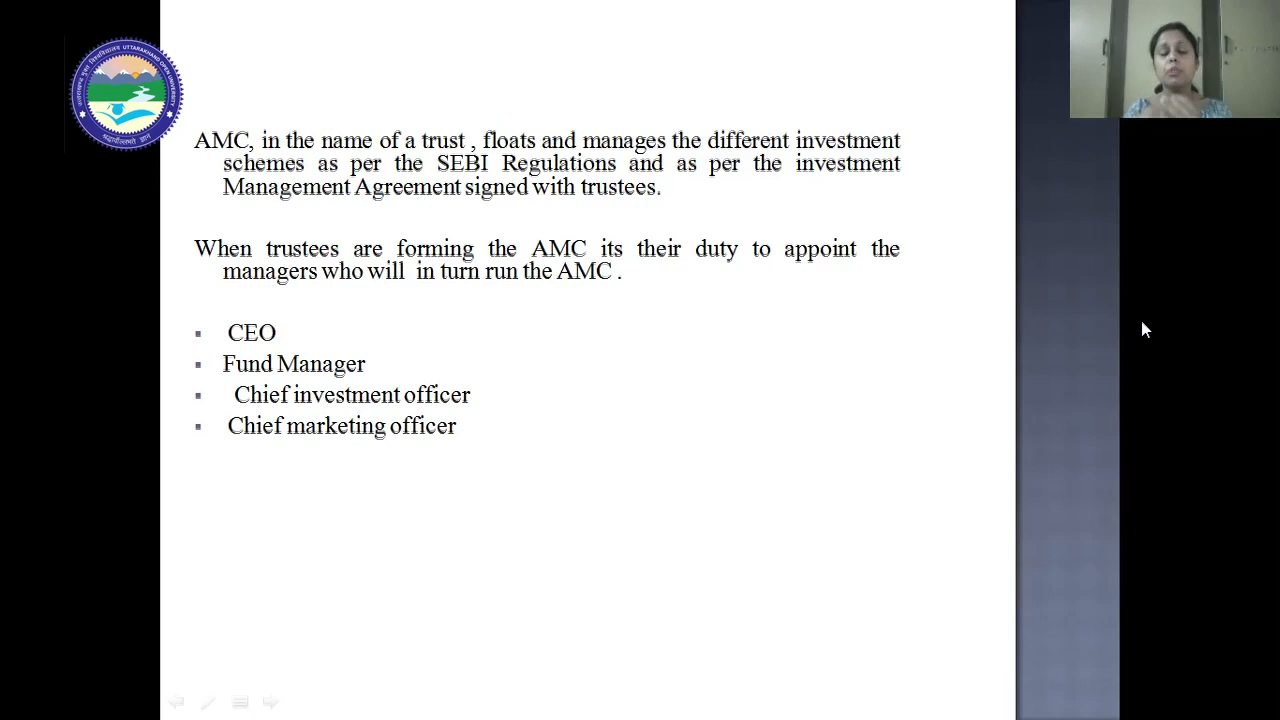 UTTARAKHAND OPEN UNIVERSITY
AMC, in the name of a trust , floats and manages the different investment
schemes as per the SEBI Regulations and as per the investment
Management Agreement signed with trustees.
When trustees are forming the AMC its their duty to appoint the
managers who will in turn run the AMC .
▪ CEO
▪ Fund Manager
▪ Chief investment officer
▪ Chief marketing officer